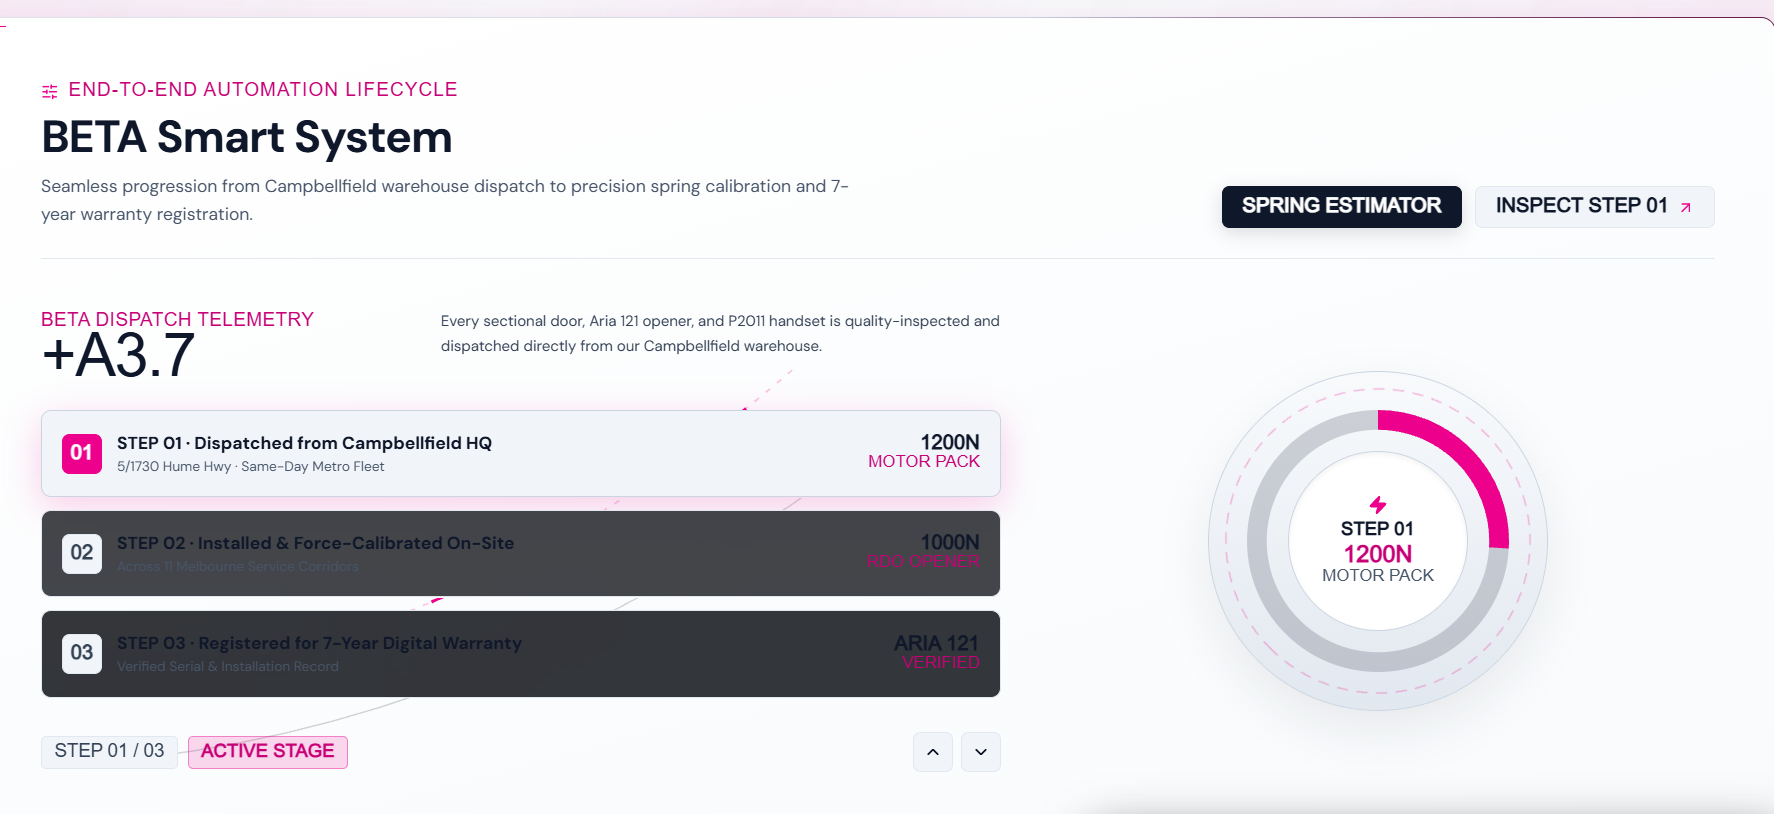 END-TO-END AUTOMATION LIFECYCLE
BETA Smart System
Seamless progression from Campbellfield warehouse dispatch to precision spring calibration and 7-
year warranty registration.
SPRING ESTIMATOR
INSPECT STEP 01
BETA DISPATCH TELEMETRY
+A3.7
Every sectional door, Aria 121 opener, and P2011 handset is quality-inspected and
dispatched directly from our Campbellfield warehouse.
01
STEP 01 · Dispatched from Campbellfield HQ
5/1730 Hume Hwy · Same-Day Metro Fleet
1200N
MOTOR PACK
02
STEP 02 · Installed & Force-Calibrated On-Site
Across 11 Melbourne Service Corridors
1000N
RDO OPENER
03
STEP 03 · Registered for 7-Year Digital Warranty
Verified Serial & Installation Record
ARIA 121
VERIFIED
STEP 01 / 03
ACTIVE STAGE
STEP 01
1200N
MOTOR PACK